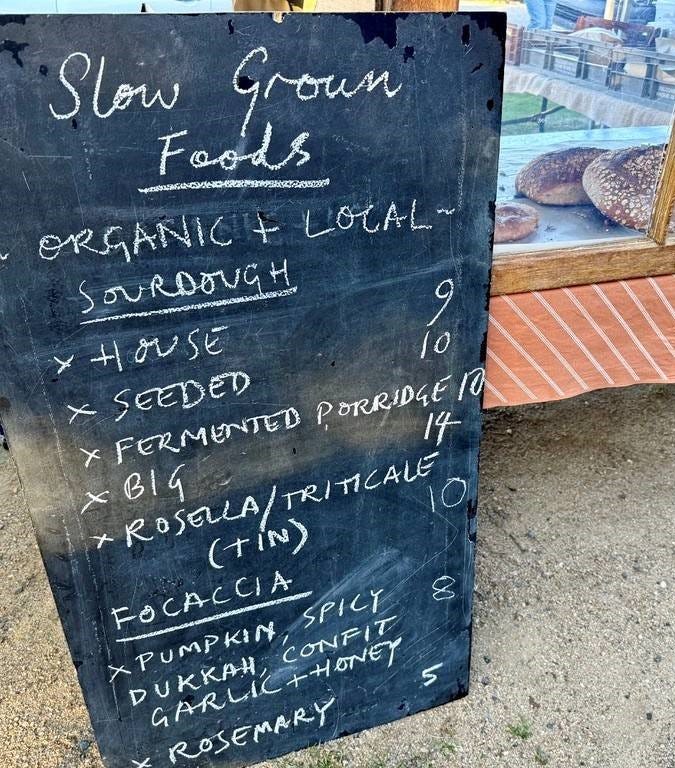 Slow Grown
Foods
ORGANIC + LOCAL ~
SOURDOUGH
x HOUSE 9
x SEEDED 10
x FERMENTED PORRIDGE 10
x BIG 14
x ROSELLA/TRITICALE 10
(TIN)
FOCACCIA
x PUMPKIN, SPICY 8
DUKKAH, CONFIT
GARLIC + HONEY
x ROSEMARY 5